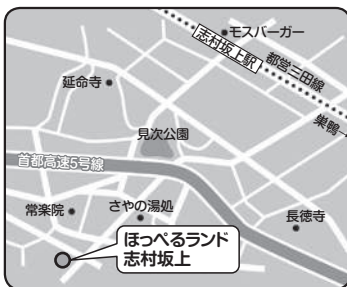 モスバーガー
志村坂上駅
都営三田線
巣鴨→
延命寺
見次公園
首都高速5号線
常楽院
さやの湯処
長徳寺
ほっぺるランド
志村坂上